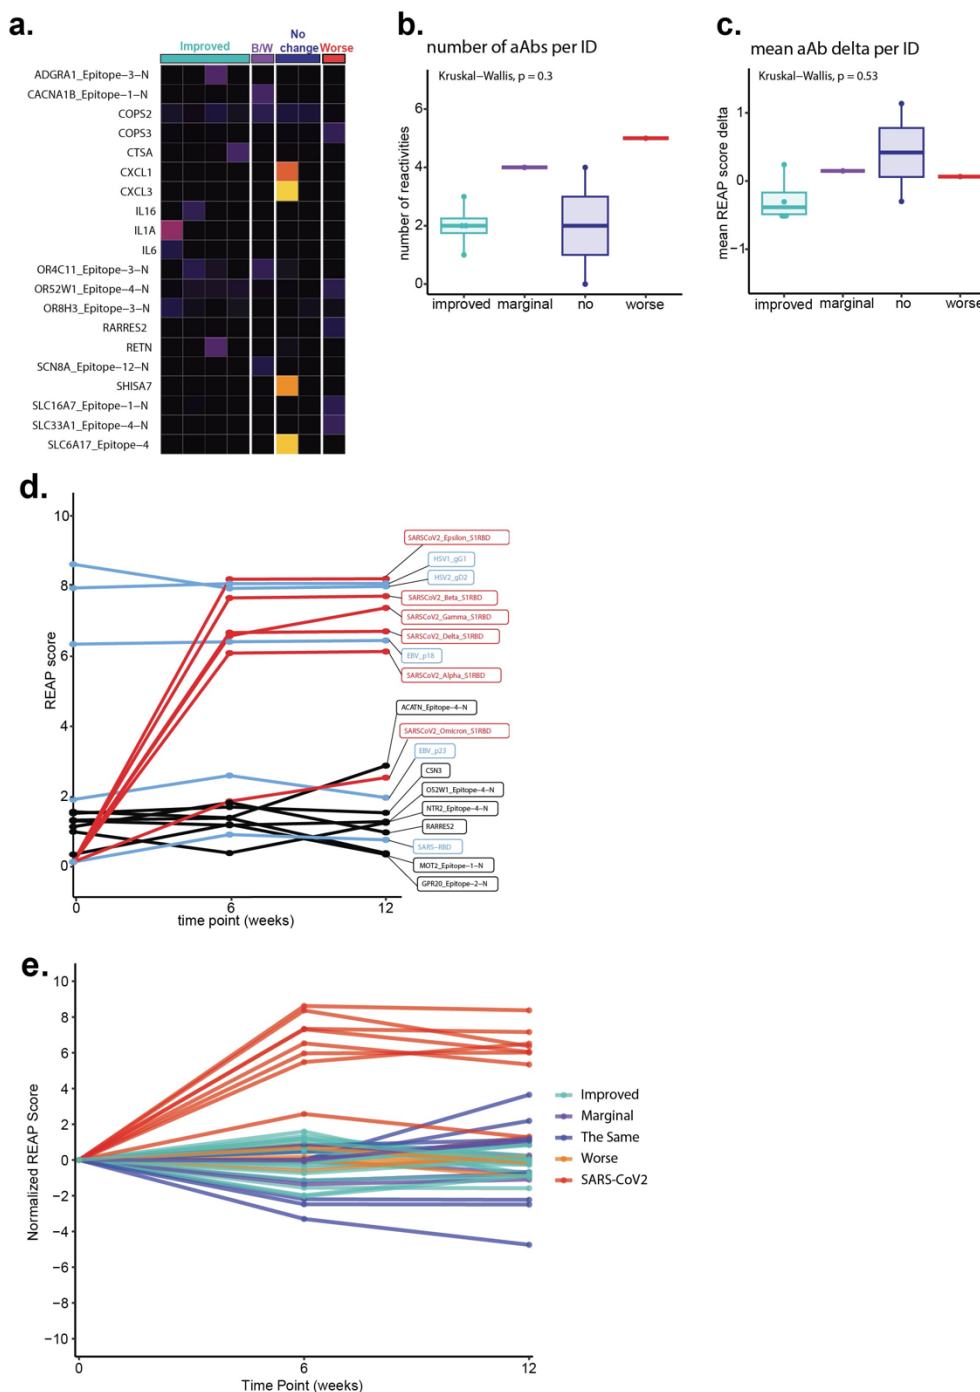 a.
Improved
B/W
No
change
Worse
ADGRA1_Epitope-3-N
CACNA1B_Epitope-1-N
COPS2
COPS3
CTSA
CXCL1
CXCL3
IL16
IL1A
IL6
OR4C11_Epitope-3-N
OR52W1_Epitope-4-N
OR8H3_Epitope-3-N
RARRES2
RETN
SCN8A_Epitope-12-N
SHISA7
SLC16A7_Epitope-1-N
SLC33A1_Epitope-4-N
SLC6A17_Epitope-4
b.
number of aAbs per ID
Kruskal-Wallis, p = 0.3
number of reactivities
6
4
2
0
improved
marginal
no
worse
c.
mean aAb delta per ID
Kruskal-Wallis, p = 0.53
mean REAP score delta
1
0
-1
improved
marginal
no
worse
d.
REAP score
10
8
6
4
2
0
0
6
12
time point (weeks)
SARSCoV2_Epsilon_S1RBD
HSV1_gG1
HSV2_gD2
SARSCoV2_Beta_S1RBD
SARSCoV2_Gamma_S1RBD
SARSCoV2_Delta_S1RBD
EBV_p18
SARSCoV2_Alpha_S1RBD
ACATN_Epitope-4-N
SARSCoV2_Omicron_S1RBD
EBV_p23
CSN3
O52W1_Epitope-4-N
NTR2_Epitope-4-N
RARRES2
SARS-RBD
MOT2_Epitope-1-N
GPR20_Epitope-2-N
e.
Normalized REAP Score
10
8
6
4
2
0
-2
-4
-6
-8
-10
0
6
12
Time Point (weeks)
Improved
Marginal
The Same
Worse
SARS-CoV2